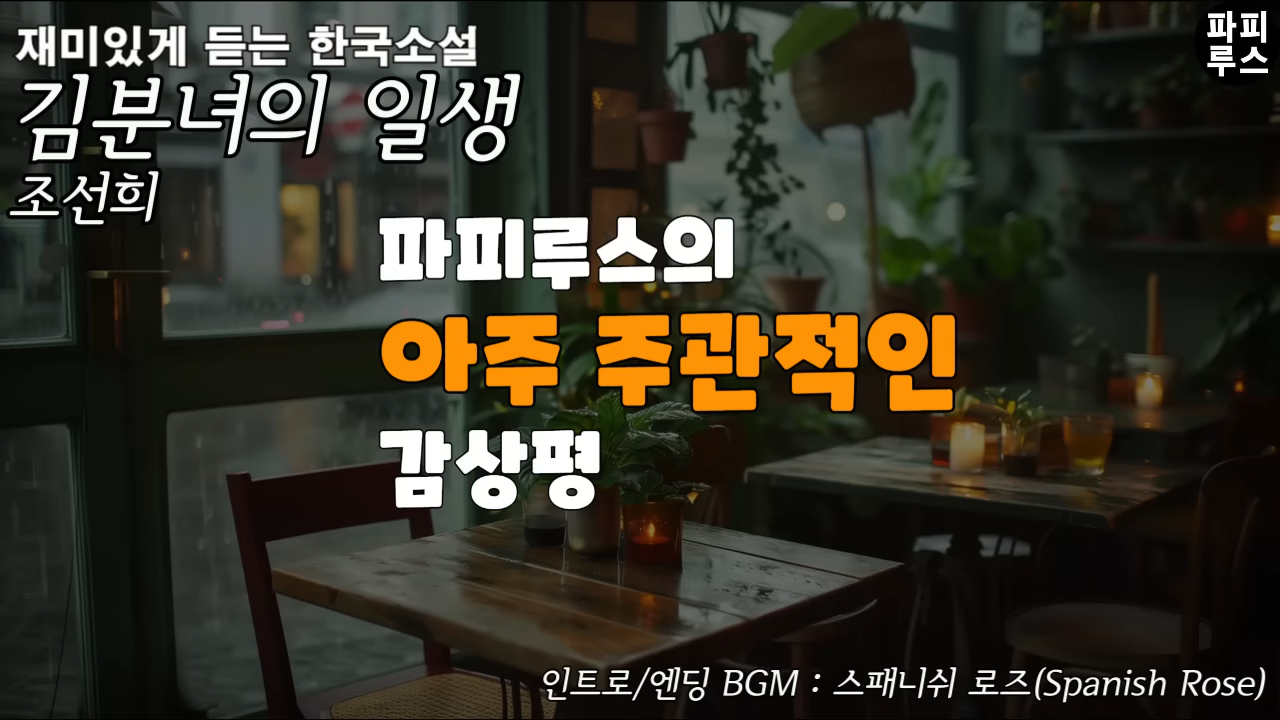 재미있게 듣는 한국소설
김분녀의 일생
조선희
파피
루스
파피루스의
아주 주관적인
감상평
인트로/엔딩 BGM : 스패니쉬 로즈(Spanish Rose)